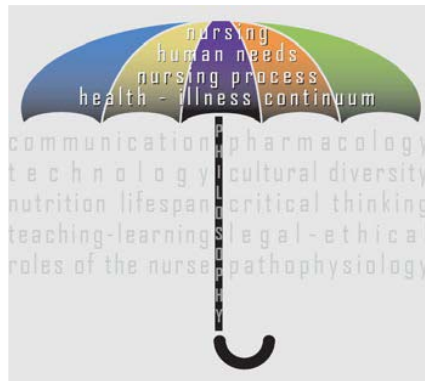 nursing
human needs
nursing process
health - illness continuum
PHILOSOPHY
communication pharmacology
technology cultural diversity
nutrition lifespan critical thinking
teaching-learning legal-ethical
roles of the nurse pathophysiology